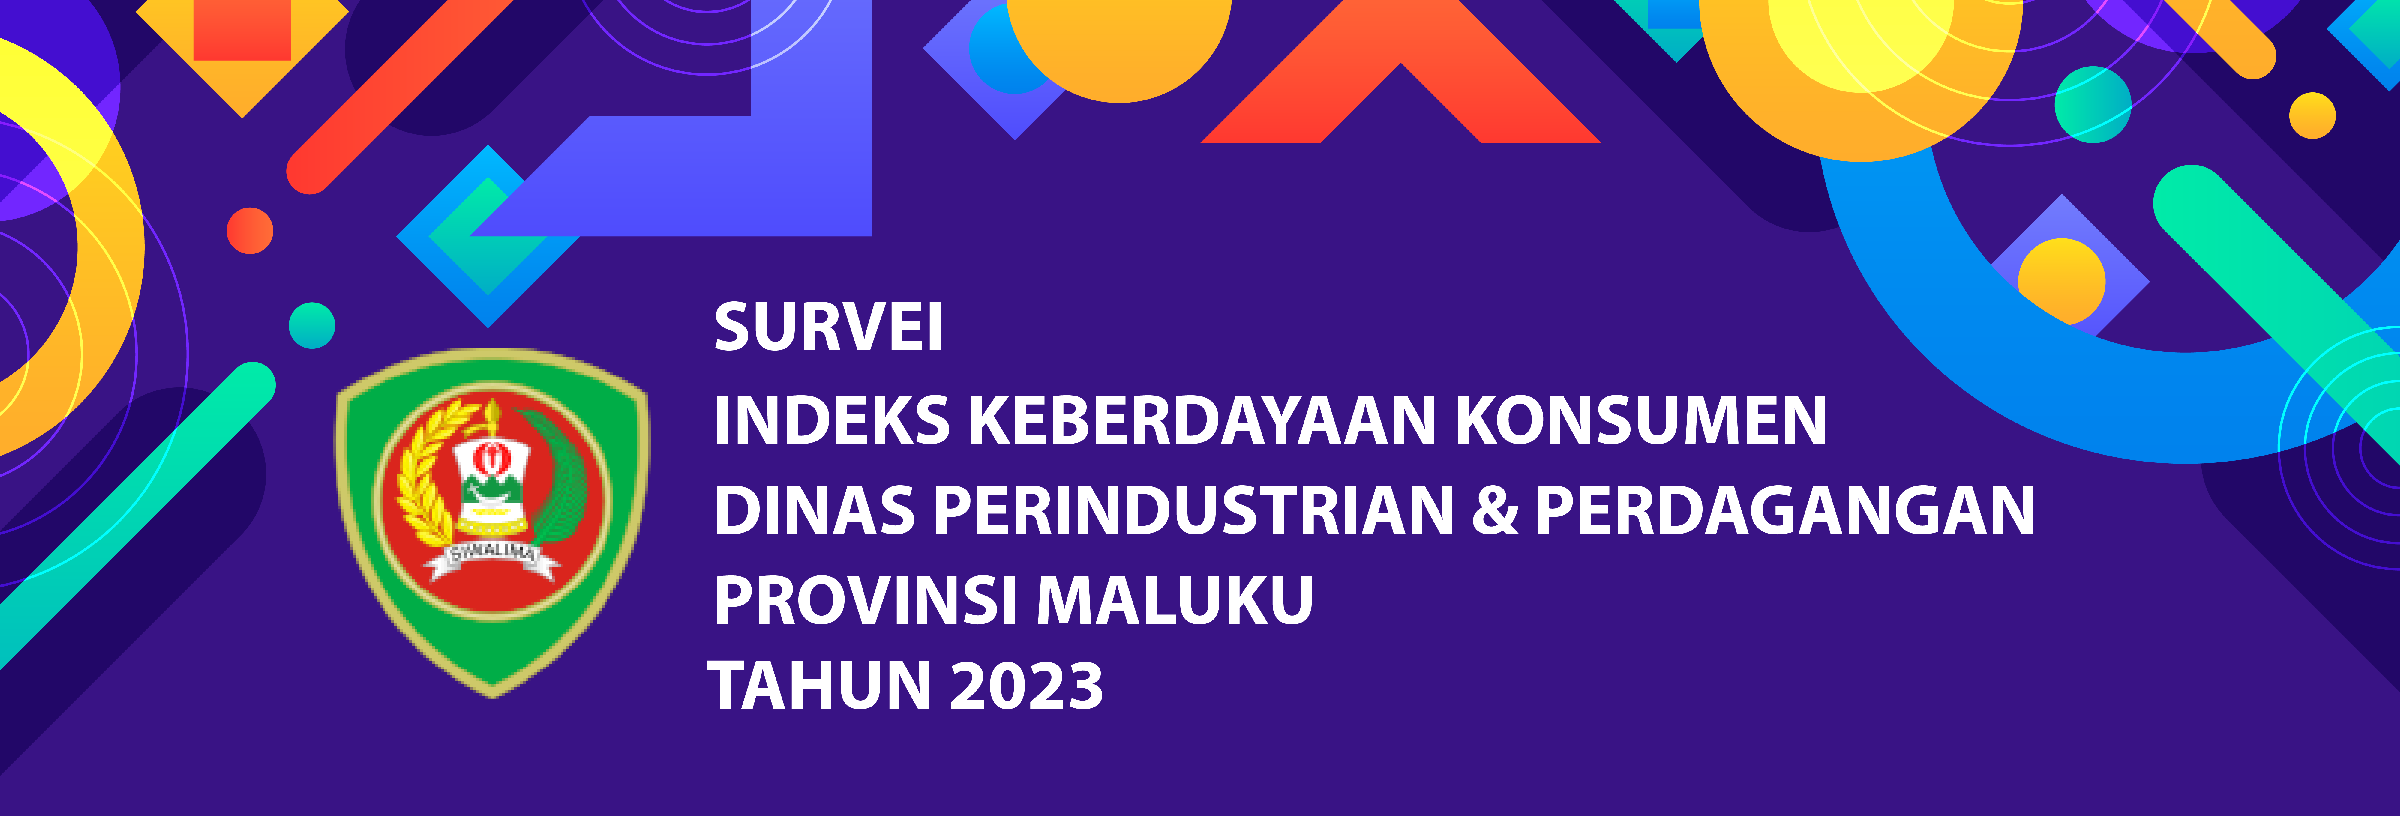 SURVEI
INDEKS KEBERDAYAAN KONSUMEN
DINAS PERINDUSTRIAN & PERDAGANGAN
PROVINSI MALUKU
TAHUN 2023
SIWALIMA